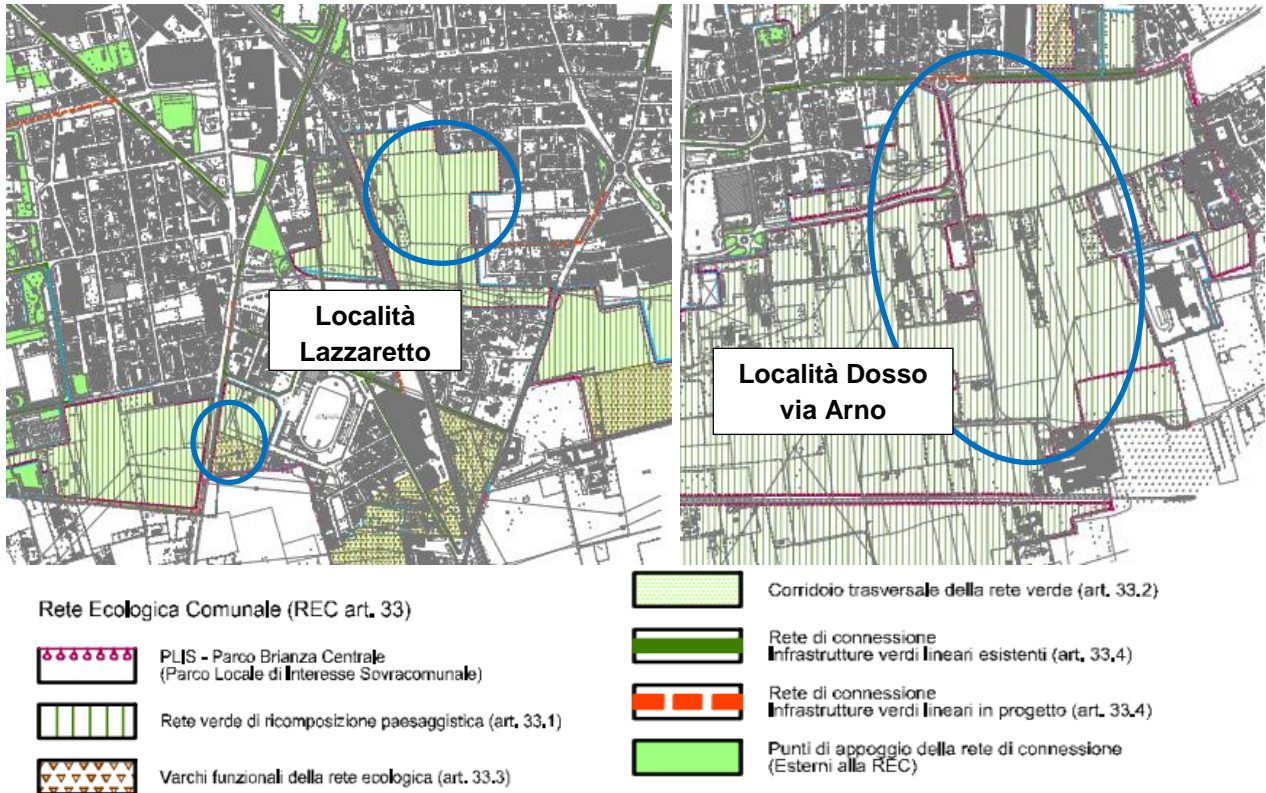 Località
Lazzaretto
Località Dosso
via Arno
Rete Ecologica Comunale (REC art. 33)
PLIS - Parco Brianza Centrale
(Parco Locale di Interesse Sovracomunale)
Rete verde di ricomposizione paesaggistica (art. 33.1)
Varchi funzionali della rete ecologica (art. 33.3)
Corridoio trasversale della rete verde (art. 33.2)
Rete di connessione
Infrastrutture verdi lineari esistenti (art. 33.4)
Rete di connessione
Infrastrutture verdi lineari in progetto (art. 33.4)
Punti di appoggio della rete di connessione
(Esterni alla REC)